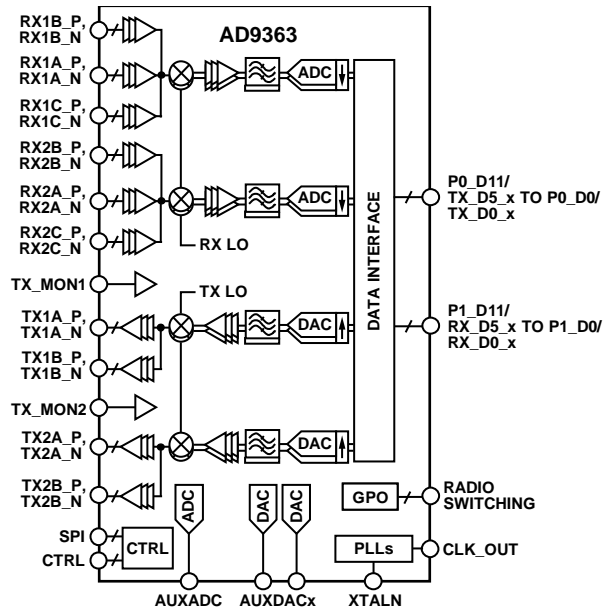 AD9363
RX1B_P,
RX1B_N
RX1A_P,
RX1A_N
RX1C_P,
RX1C_N
RX2B_P,
RX2B_N
RX2A_P,
RX2A_N
RX2C_P,
RX2C_N
TX_MON1
TX1A_P,
TX1A_N
TX1B_P,
TX1B_N
TX_MON2
TX2A_P,
TX2A_N
TX2B_P,
TX2B_N
SPI
CTRL
CTRL
ADC
ADC
RX LO
TX LO
DAC
DAC
DATA INTERFACE
P0_D11/
TX_D5_x TO P0_D0/
TX_D0_x
P1_D11/
RX_D5_x TO P1_D0/
RX_D0_x
GPO
RADIO
SWITCHING
PLLs
CLK_OUT
ADC
DAC
DAC
AUXADC
AUXDACx
XTALN